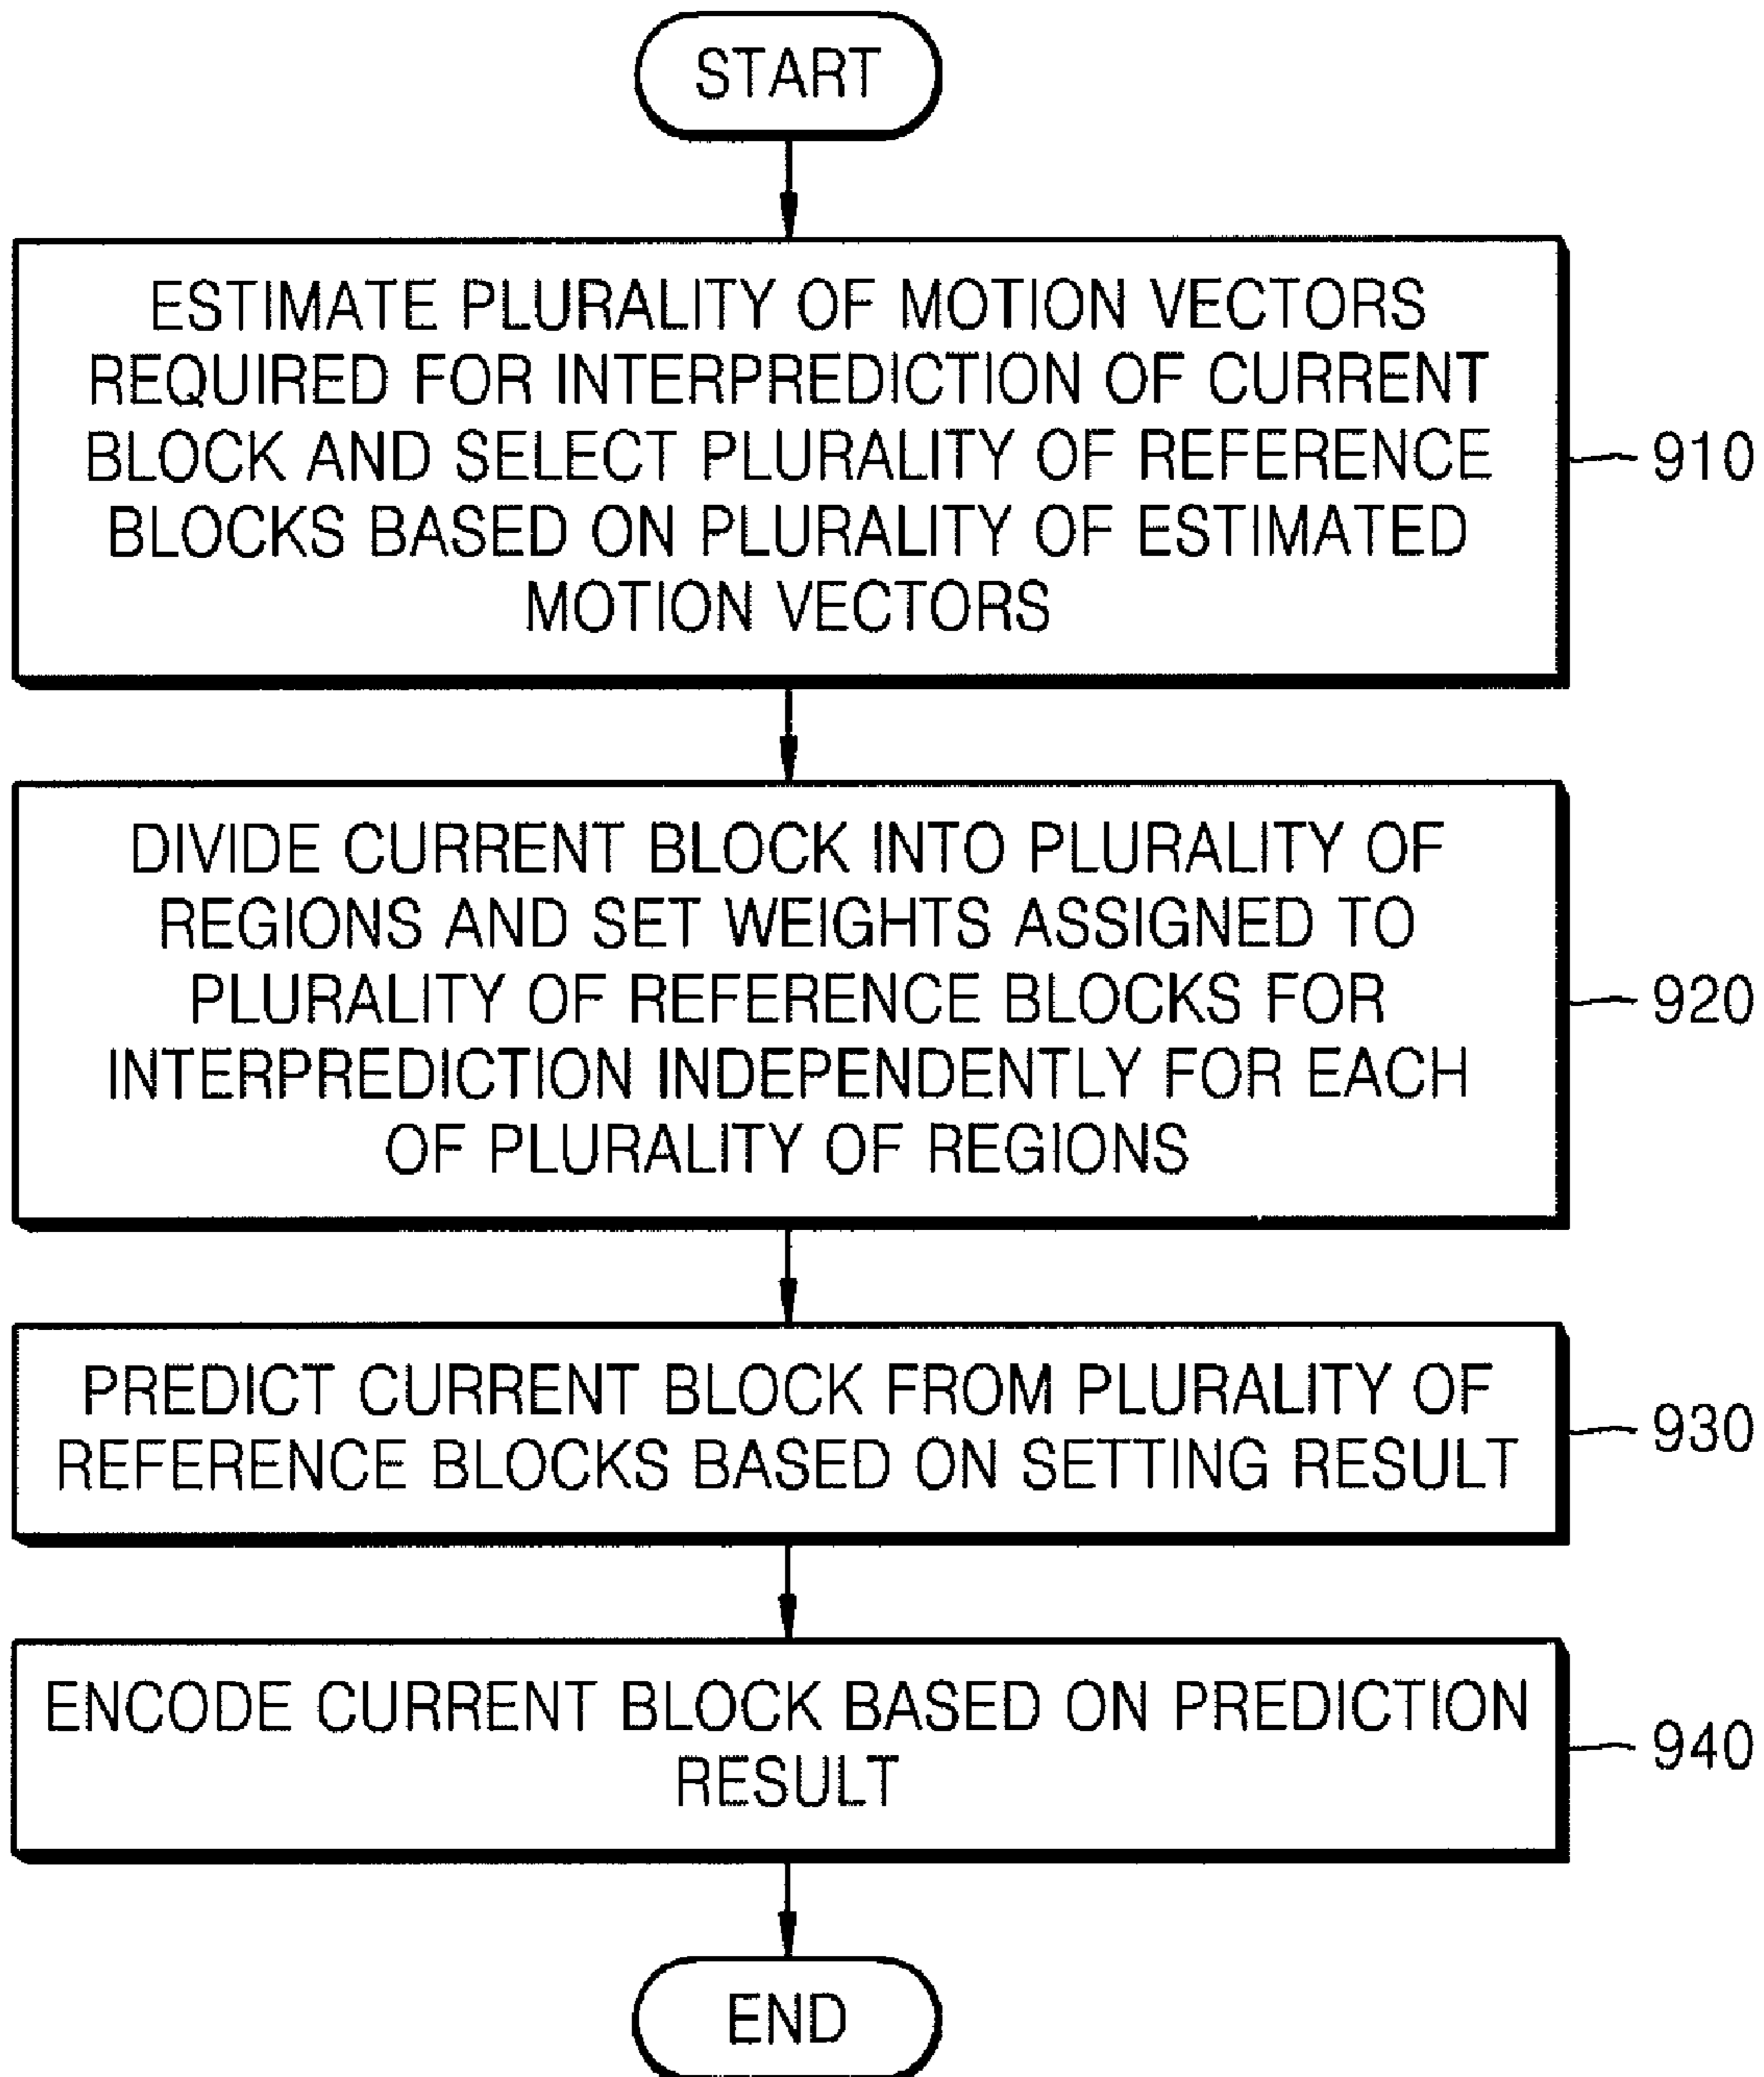 START
ESTIMATE PLURALITY OF MOTION VECTORS
REQUIRED FOR INTERPREDICTION OF CURRENT
BLOCK AND SELECT PLURALITY OF REFERENCE
BLOCKS BASED ON PLURALITY OF ESTIMATED
MOTION VECTORS
910
DIVIDE CURRENT BLOCK INTO PLURALITY OF
REGIONS AND SET WEIGHTS ASSIGNED TO
PLURALITY OF REFERENCE BLOCKS FOR
INTERPREDICTION INDEPENDENTLY FOR EACH
OF PLURALITY OF REGIONS
920
PREDICT CURRENT BLOCK FROM PLURALITY OF
REFERENCE BLOCKS BASED ON SETTING RESULT
930
ENCODE CURRENT BLOCK BASED ON PREDICTION
RESULT
940
END